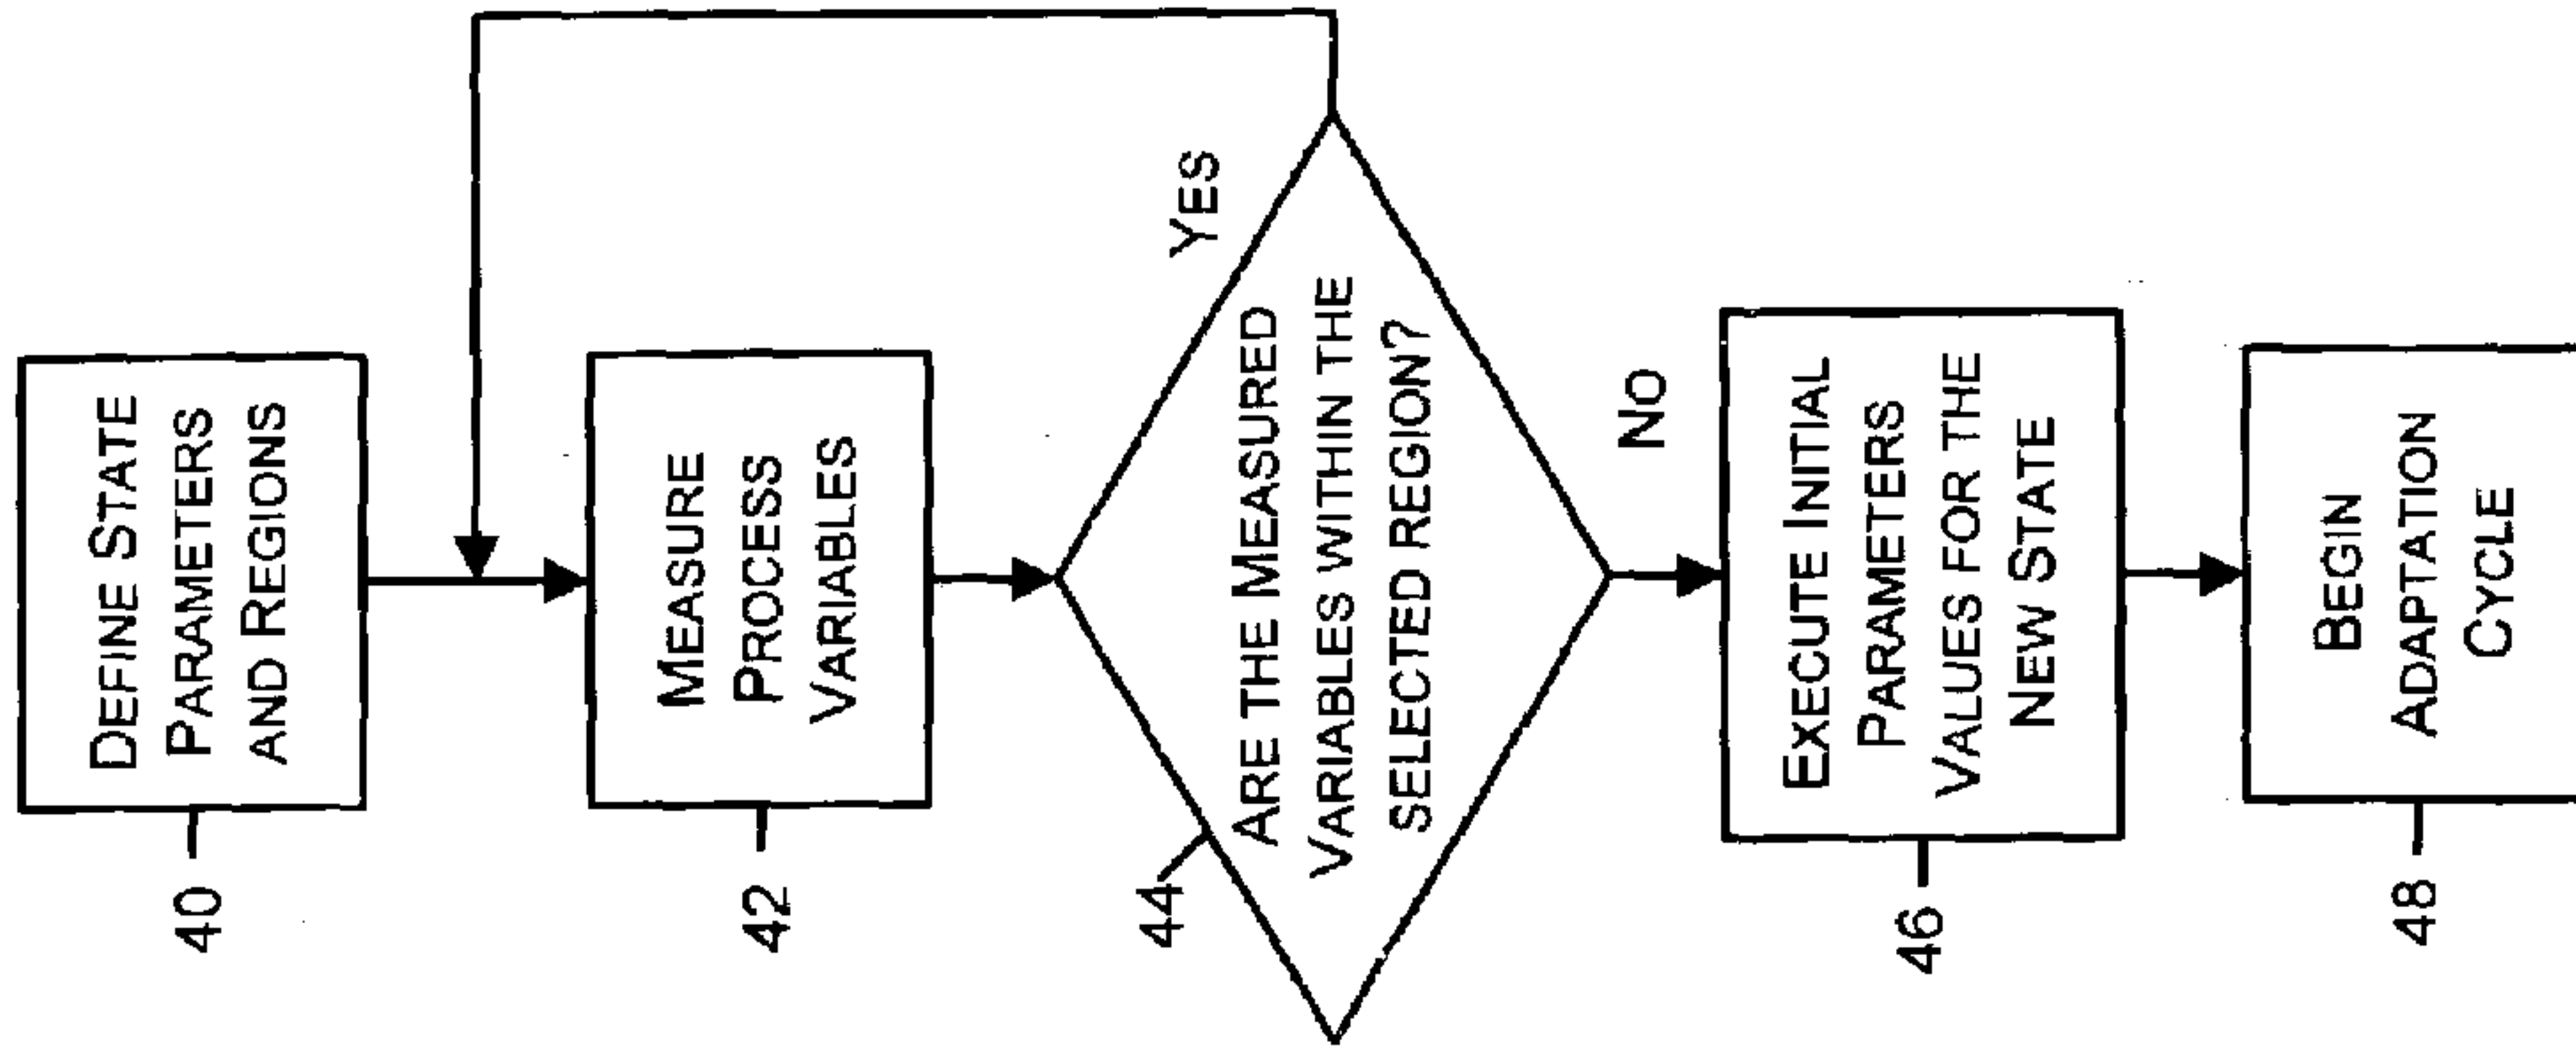 40
DEFINE STATE
PARAMETERS
AND REGIONS
42
MEASURE
PROCESS
VARIABLES
44
ARE THE MEASURED
VARIABLES WITHIN THE
SELECTED REGION?
YES
NO
46
EXECUTE INITIAL
PARAMETERS
VALUES FOR THE
NEW STATE
48
BEGIN
ADAPTATION
CYCLE